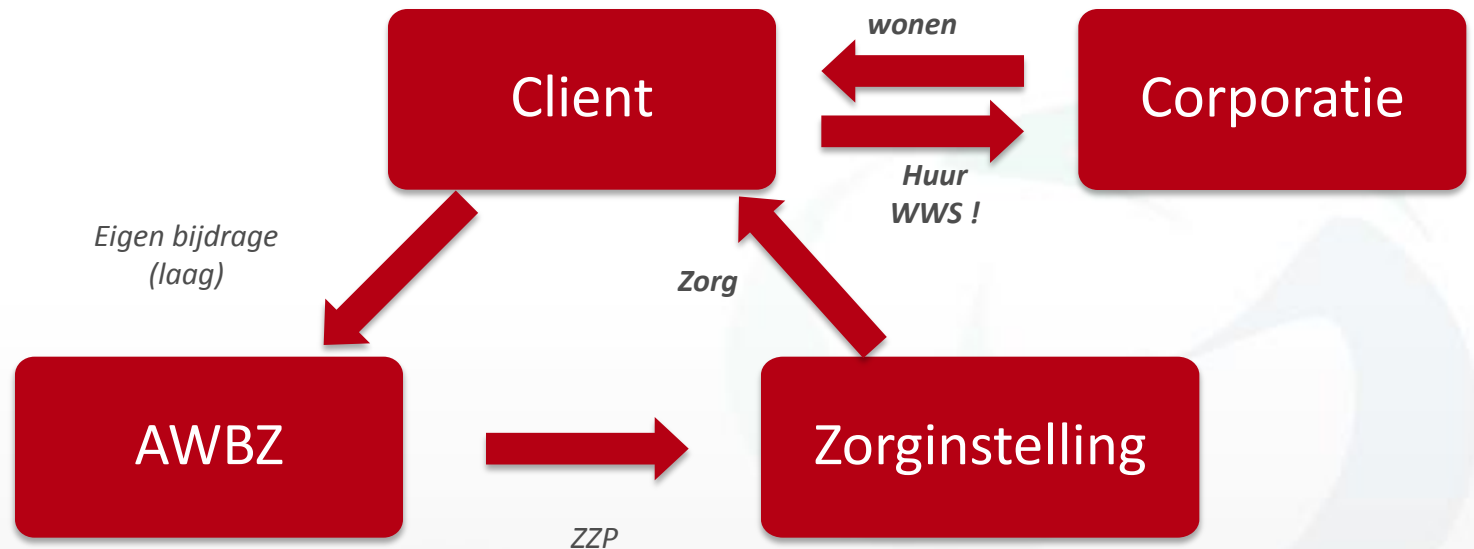 wonen
Client
Corporatie
Huur
WWS !
Eigen bijdrage
(laag)
Zorg
AWBZ
Zorginstelling
ZZP